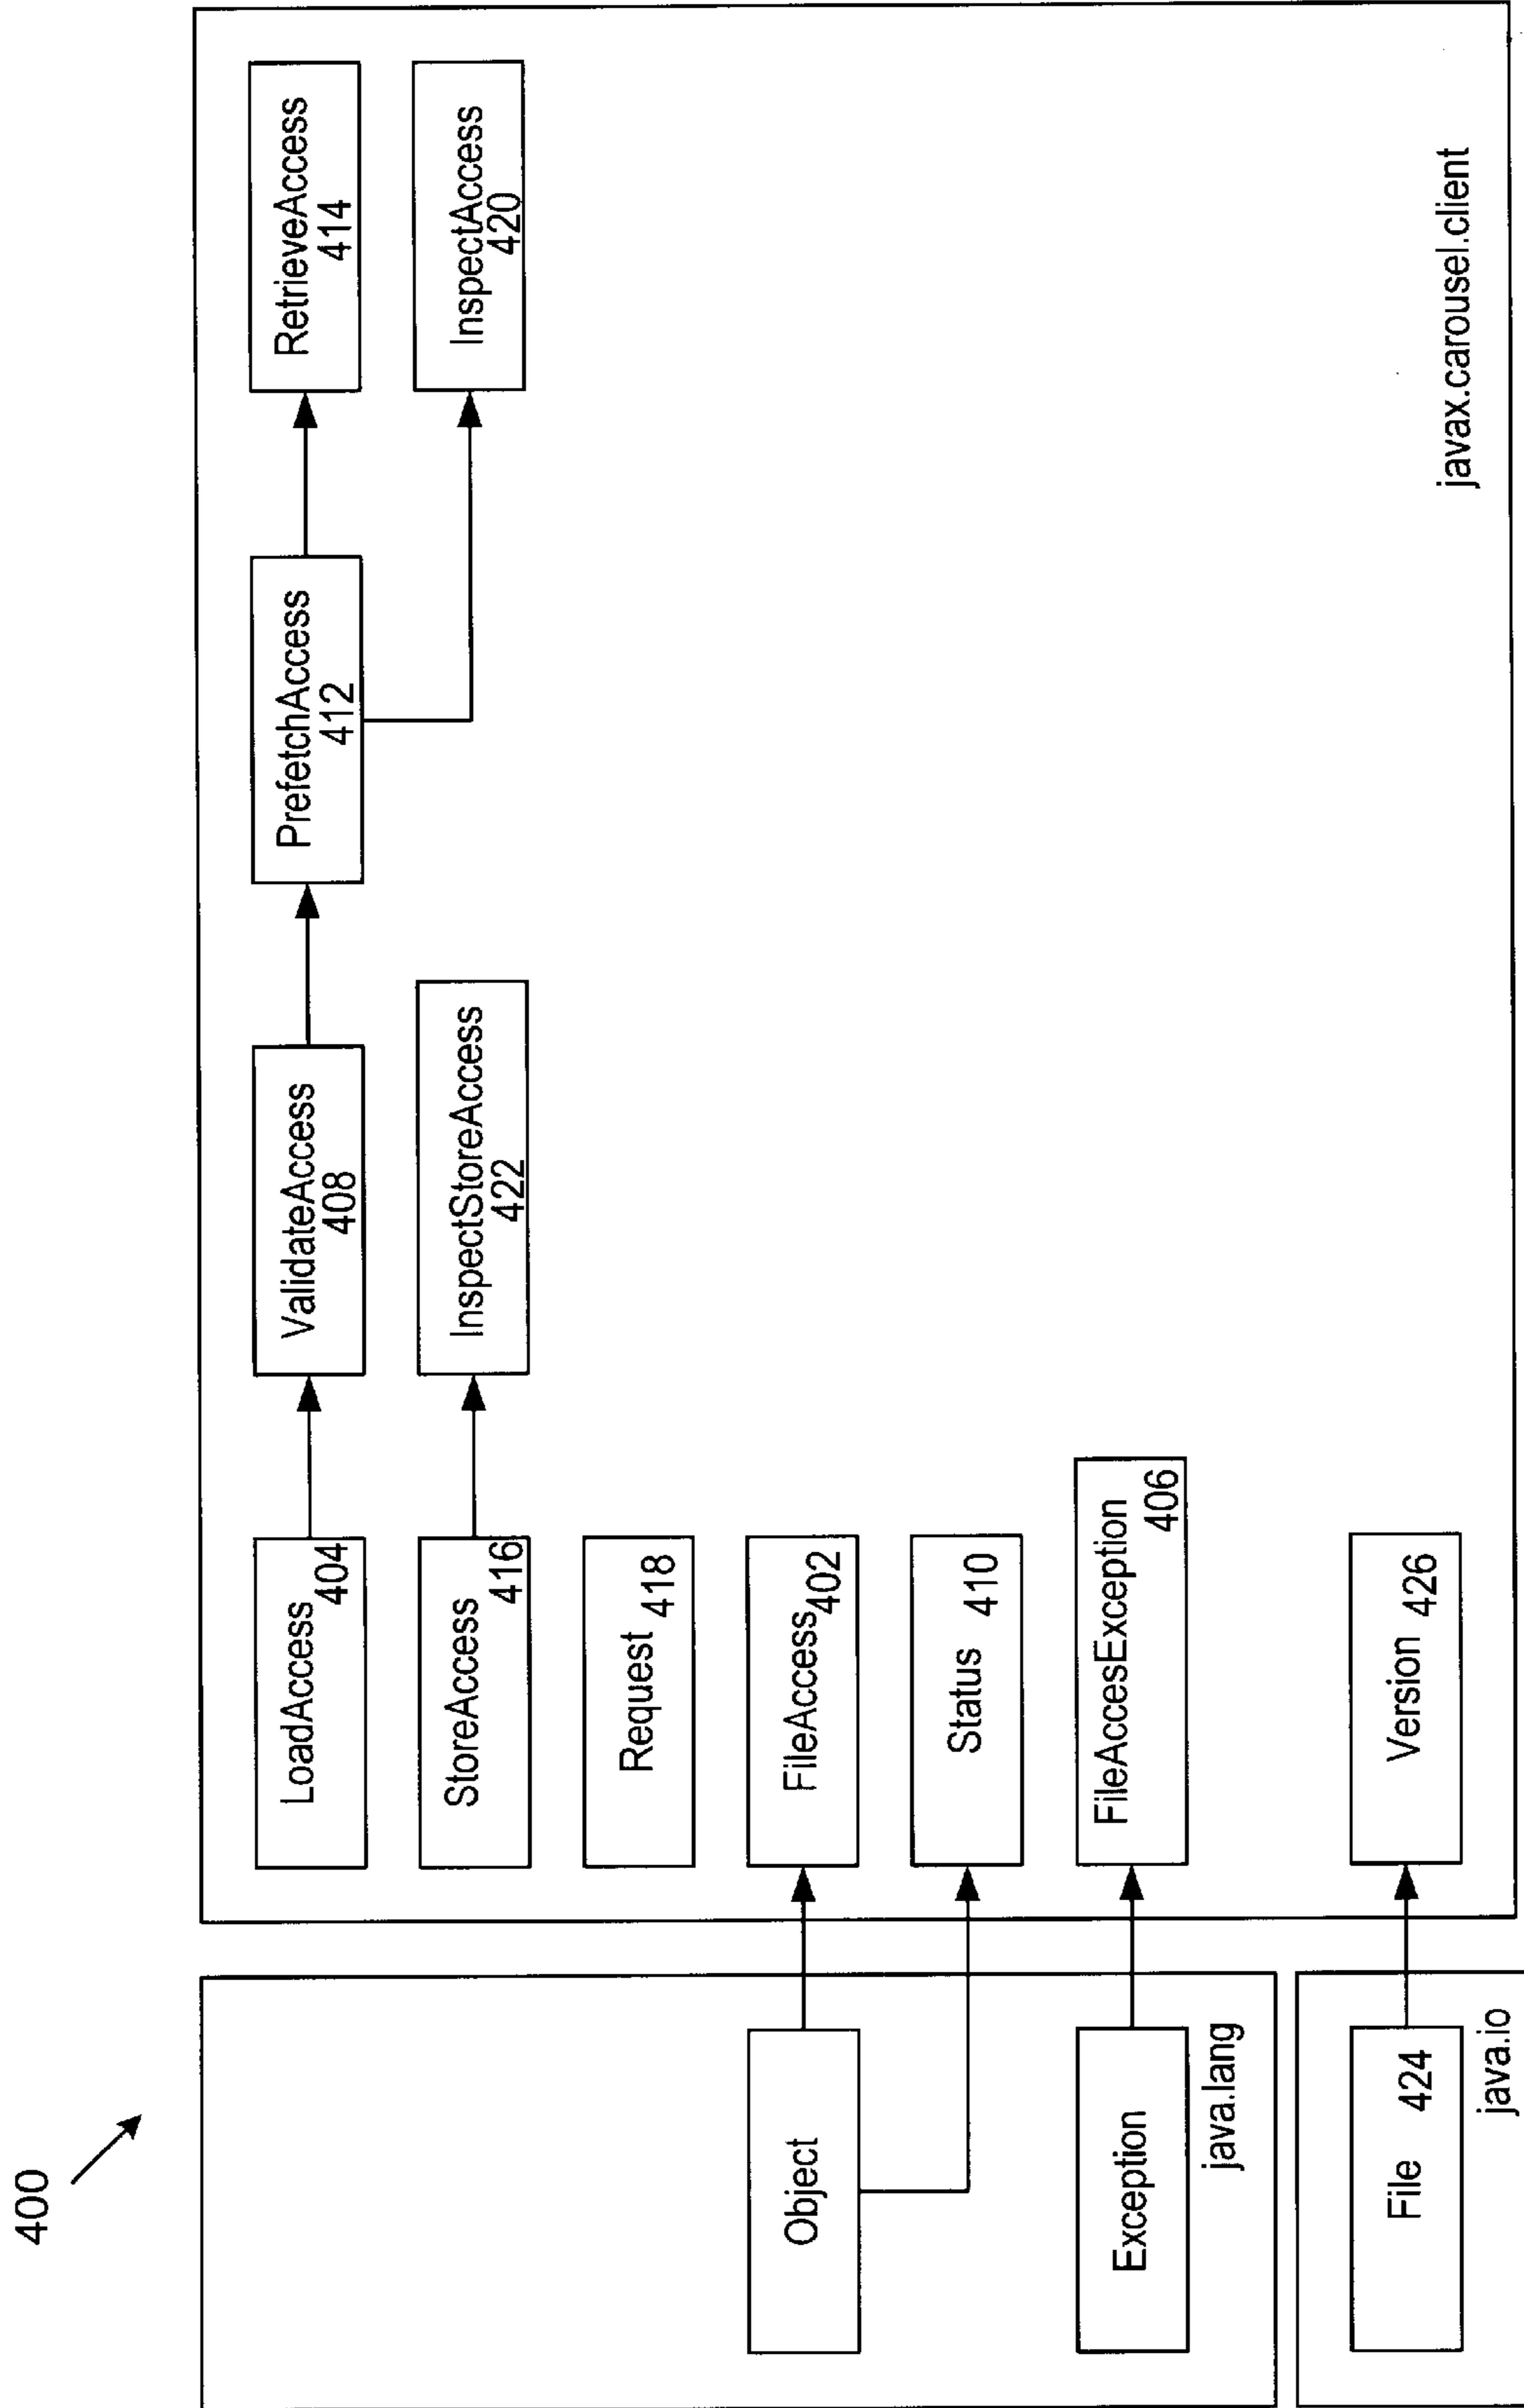 400
LoadAccess
404
ValidateAccess
408
PrefetchAccess
412
RetrieveAccess
414
StoreAccess
416
InspectStoreAccess
422
InspectAccess
420
Request 418
Object
FileAccess 402
Status 410
Exception
FileAccesException
406
java.lang
File 424
Version 426
java.io
javax.carousel.client